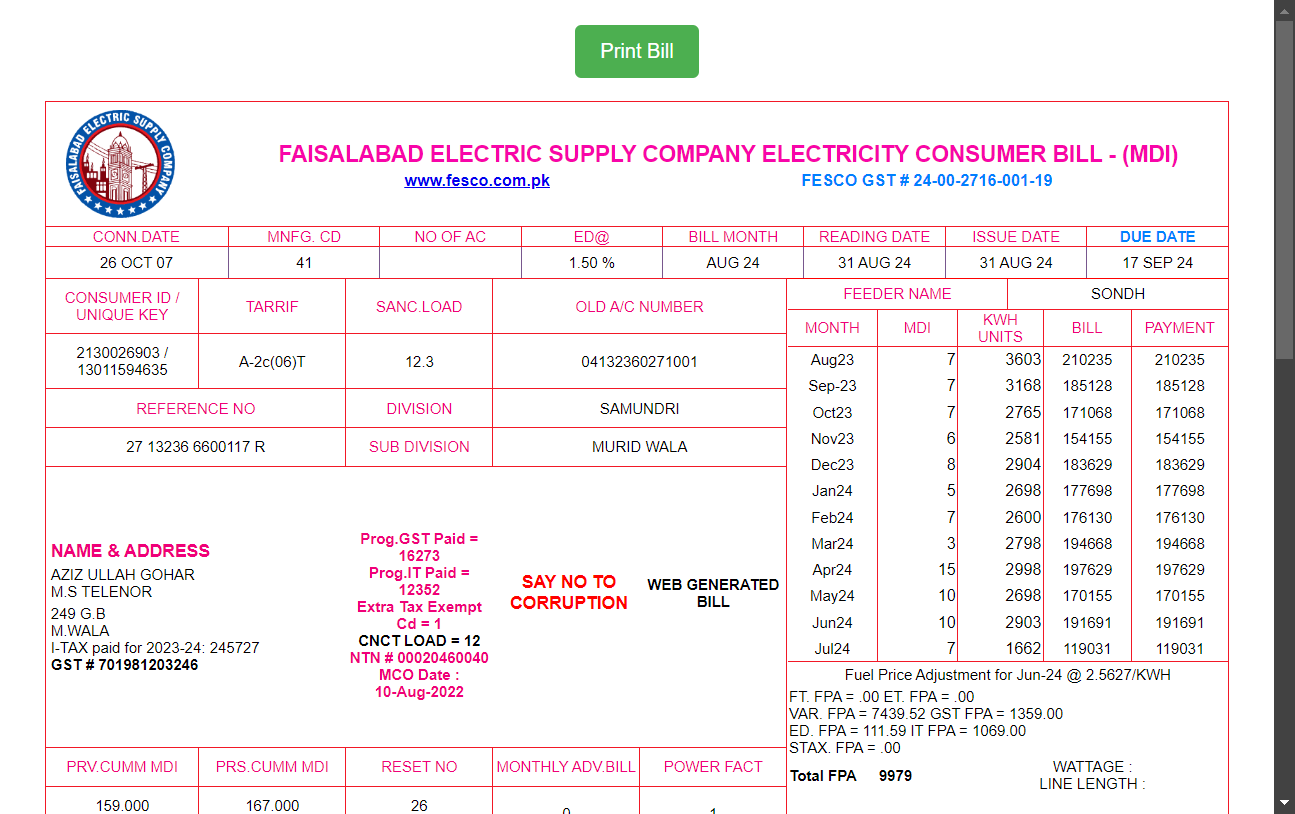 Print Bill
FAISALABAD ELECTRIC SUPPLY COMPANY
FAISALABAD ELECTRIC SUPPLY COMPANY ELECTRICITY CONSUMER BILL - (MDI)
www.fesco.com.pk FESCO GST # 24-00-2716-001-19
CONN.DATE MNFG. CD NO OF AC ED@ BILL MONTH READING DATE ISSUE DATE DUE DATE
26 OCT 07 41 1.50 % AUG 24 31 AUG 24 31 AUG 24 17 SEP 24
CONSUMER ID /
UNIQUE KEY
TARRIF SANC.LOAD OLD A/C NUMBER
2130026903 /
13011594635
A-2c(06)T 12.3 04132360271001
REFERENCE NO DIVISION SAMUNDRI
27 13236 6600117 R SUB DIVISION MURID WALA
NAME & ADDRESS
AZIZ ULLAH GOHAR
M.S TELENOR
249 G.B
M.WALA
I-TAX paid for 2023-24: 245727
GST # 701981203246
Prog.GST Paid =
16273
Prog.IT Paid =
12352
Extra Tax Exempt
Cd = 1
CNCT LOAD = 12
NTN # 00020460040
MCO Date :
10-Aug-2022
SAY NO TO
CORRUPTION
WEB GENERATED
BILL
PRV.CUMM MDI PRS.CUMM MDI RESET NO MONTHLY ADV.BILL POWER FACT
159.000 167.000 26 0 1
FEEDER NAME SONDH
MONTH MDI KWH UNITS BILL PAYMENT
Aug23 7 3603 210235 210235
Sep-23 7 3168 185128 185128
Oct23 7 2765 171068 171068
Nov23 6 2581 154155 154155
Dec23 8 2904 183629 183629
Jan24 5 2698 177698 177698
Feb24 7 2600 176130 176130
Mar24 3 2798 194668 194668
Apr24 15 2998 197629 197629
May24 10 2698 170155 170155
Jun24 10 2903 191691 191691
Jul24 7 1662 119031 119031
Fuel Price Adjustment for Jun-24 @ 2.5627/KWH
FT. FPA = .00 ET. FPA = .00
VAR. FPA = 7439.52 GST FPA = 1359.00
ED. FPA = 111.59 IT FPA = 1069.00
STAX. FPA = .00
Total FPA 9979
WATTAGE :
LINE LENGTH :